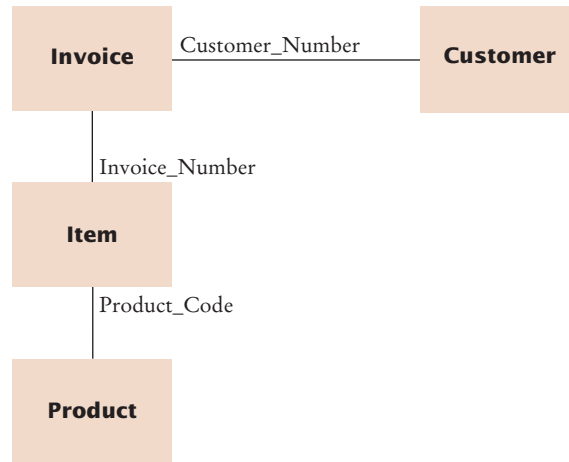 Invoice
Customer_Number
Customer
Invoice_Number
Item
Product_Code
Product